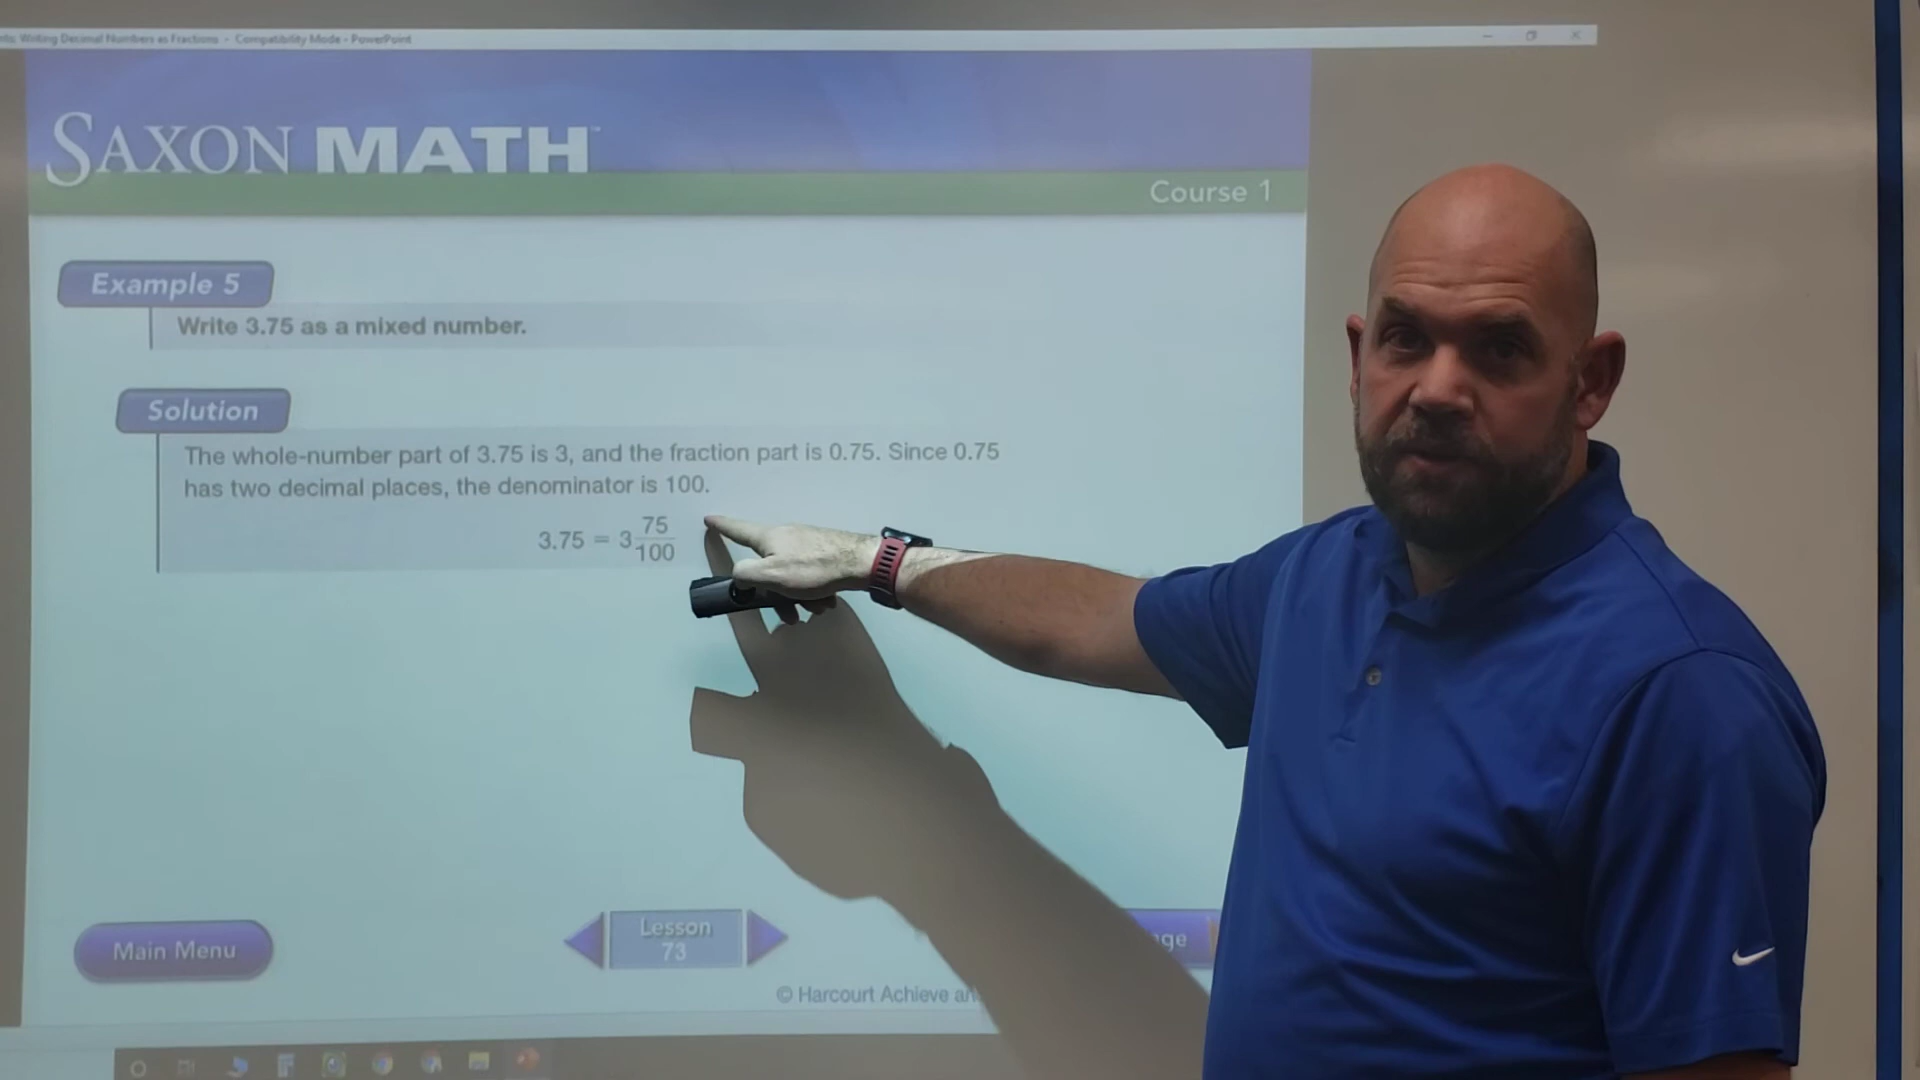 Writing Decimal Numbers as Fractions - Compatibility Mode - PowerPoint
SAXON MATH
Course 1
Example 5
Write 3.75 as a mixed number.
Solution
The whole-number part of 3.75 is 3, and the fraction part is 0.75. Since 0.75
has two decimal places, the denominator is 100.
3.75 = 3 75/100
Main Menu
Lesson
73
© Harcourt Achieve